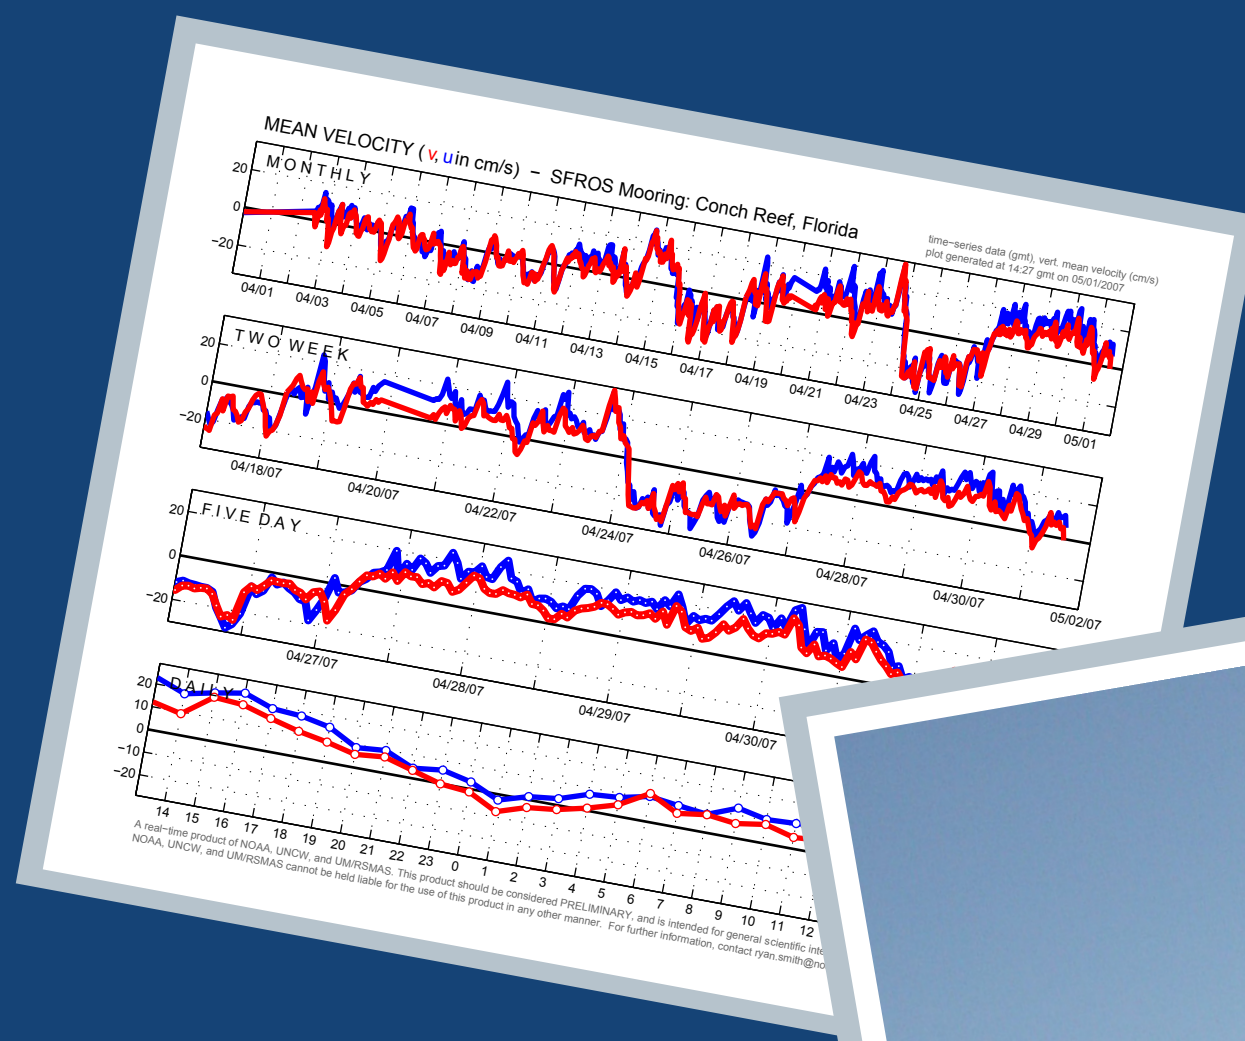 MEAN VELOCITY ( v, u in cm/s) − SFROS Mooring: Conch Reef, Florida
time−series data (gmt), vert. mean velocity (cm/s)
plot generated at 14:27 gmt on 05/01/2007
MONTHLY
20
0
−20
04/01 04/03 04/05 04/07 04/09 04/11 04/13 04/15 04/17 04/19 04/21 04/23 04/25 04/27 04/29 05/01
TWO WEEK
20
0
−20
04/18/07 04/20/07 04/22/07 04/24/07 04/26/07 04/28/07 04/30/07 05/02/07
FIVE DAY
20
0
−20
04/27/07 04/28/07 04/29/07 04/30/07
DAILY
20
10
0
−10
−20
14 15 16 17 18 19 20 21 22 23 0 1 2 3 4 5 6 7 8 9 10 11 12
A real−time product of NOAA, UNCW, and UM/RSMAS. This product should be considered PRELIMINARY, and is intended for general scientific inte
NOAA, UNCW, and UM/RSMAS cannot be held liable for the use of this product in any other manner. For further information, contact ryan.smith@no